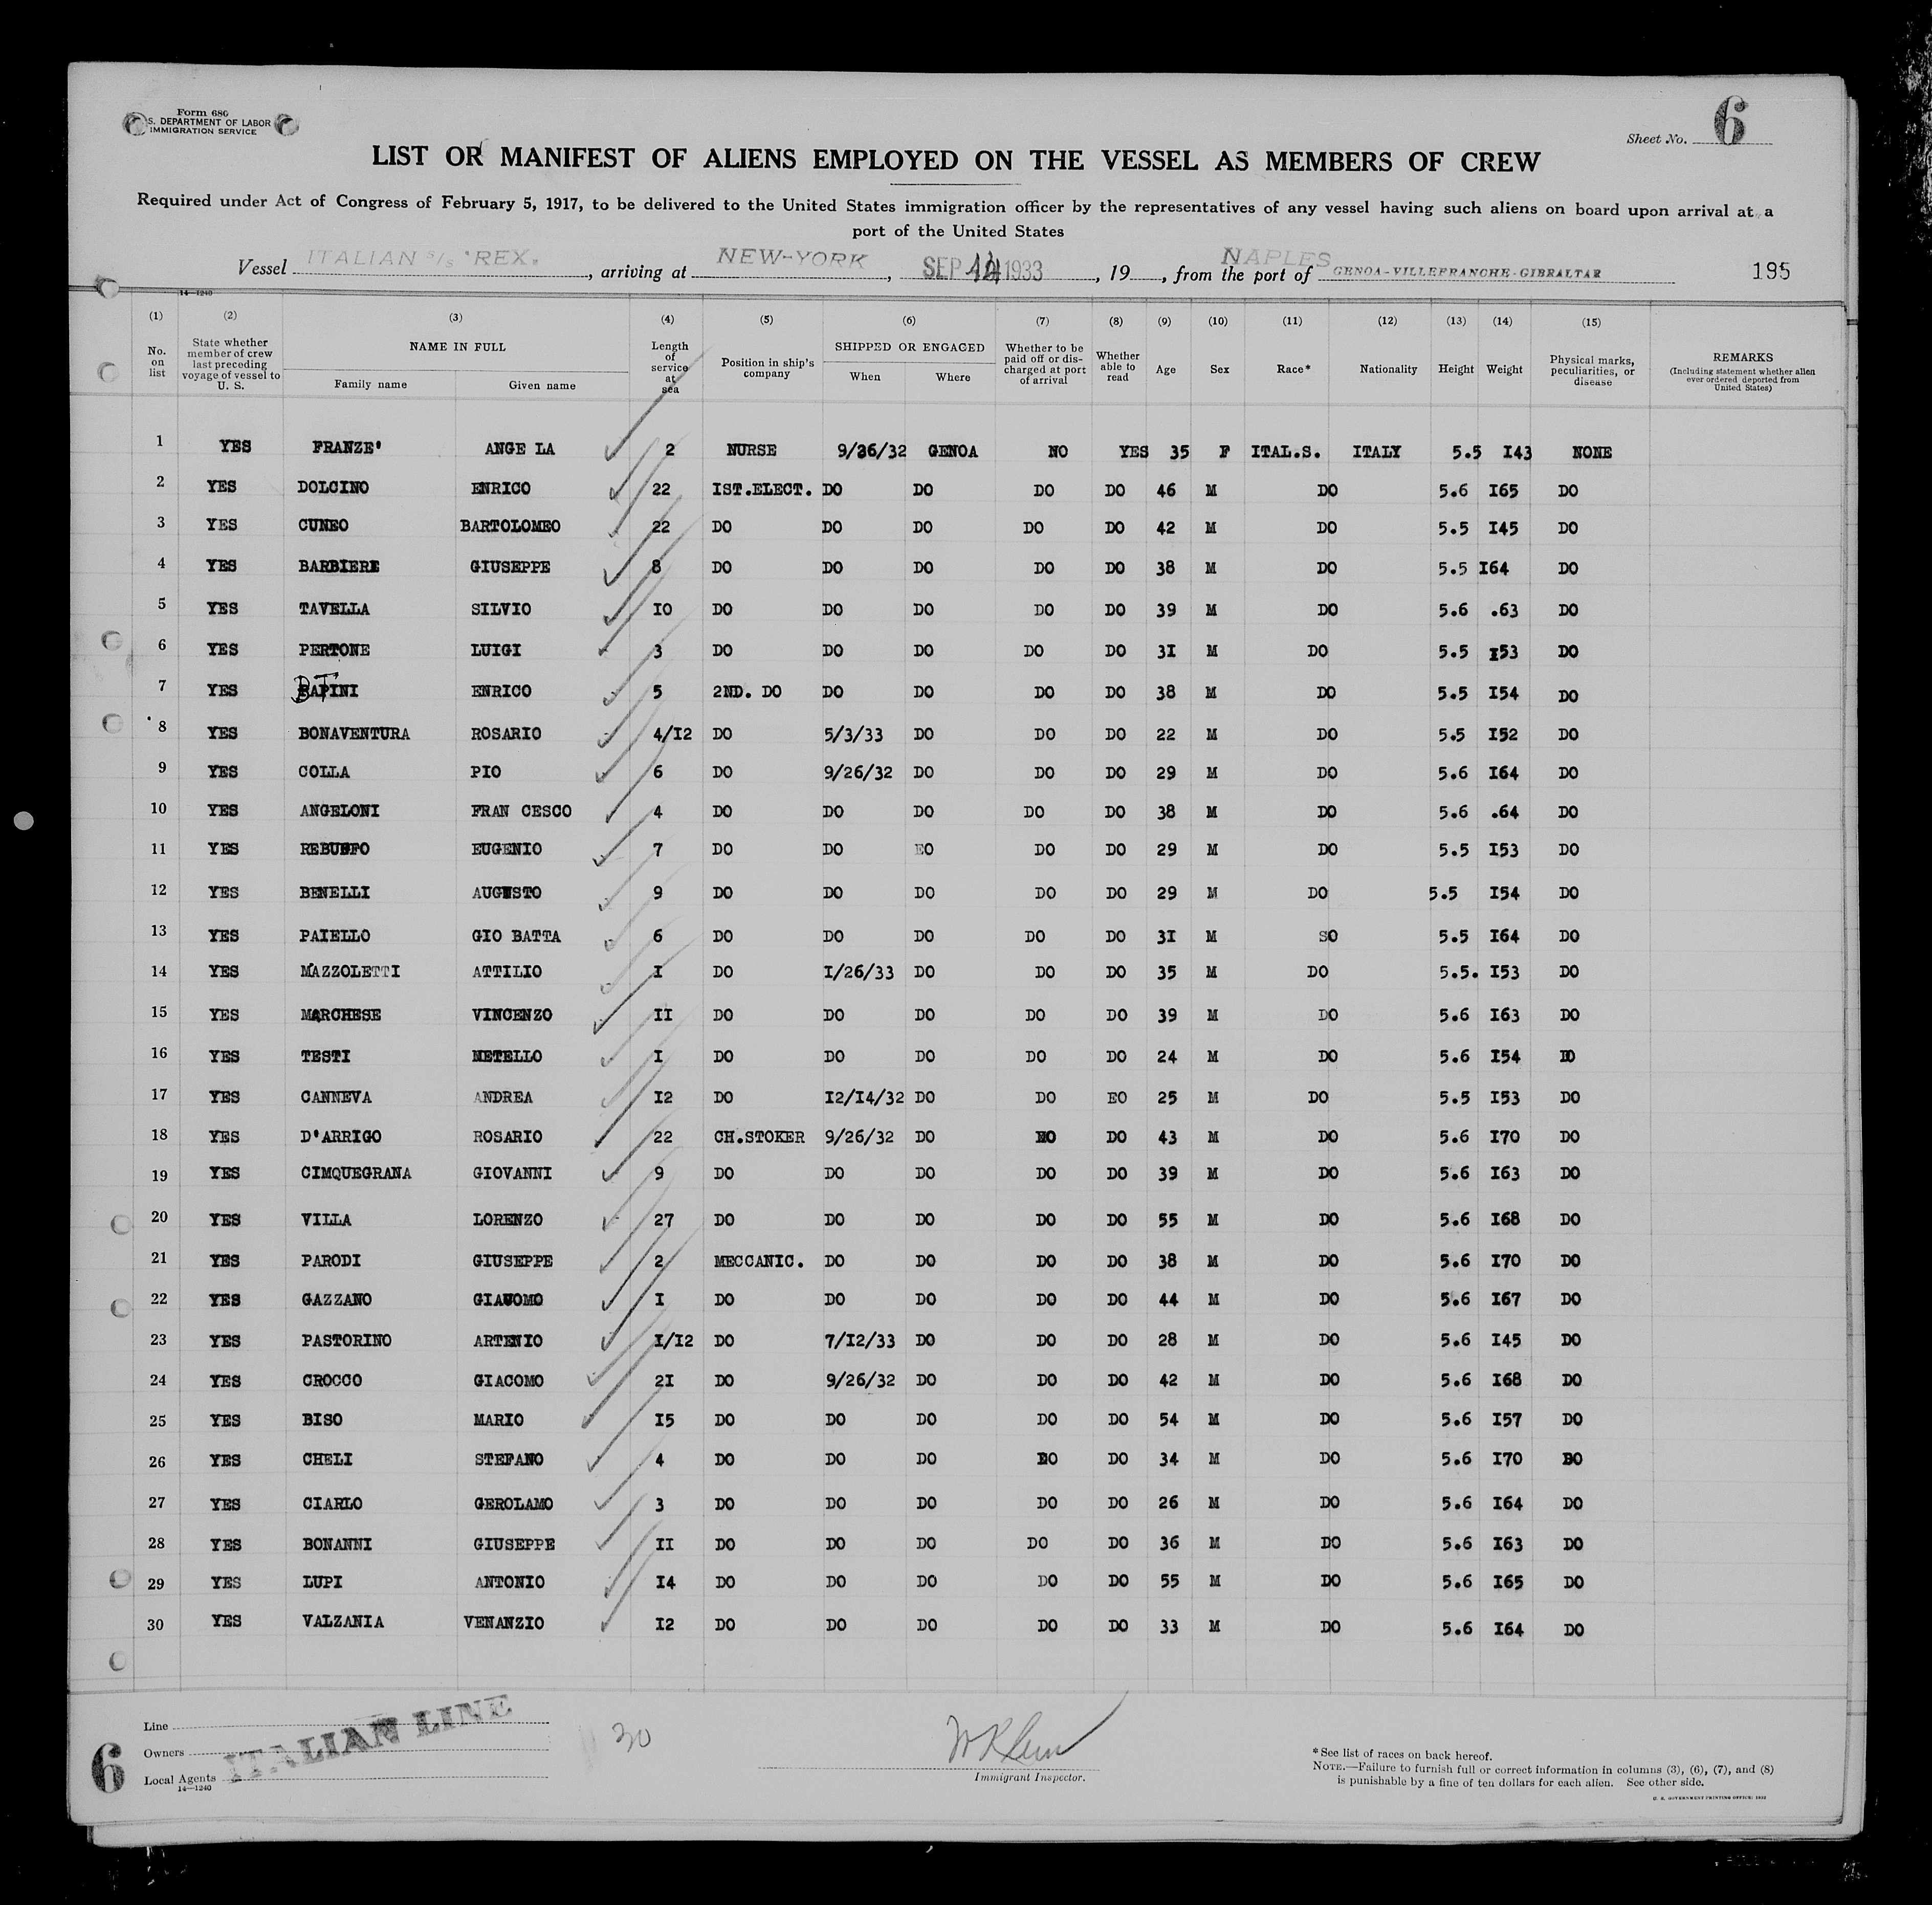 Form 680
S. DEPARTMENT OF LABOR
IMMIGRATION SERVICE
Sheet No. 6
LIST OR MANIFEST OF ALIENS EMPLOYED ON THE VESSEL AS MEMBERS OF CREW
Required under Act of Congress of February 5, 1917, to be delivered to the United States immigration officer by the representatives of any vessel having such aliens on board upon arrival at a
port of the United States
Vessel ITALIAN S/S "REX. , arriving at NEW-YORK , SEP 1933 , 19 , from the port of NAPLES GENOA-VILLEFRANCHE-GIBRALTAR 195
14-1240
(1) (2) (3) (4) (5) (6) (7) (8) (9) (10) (11) (12) (13) (14) (15)
No. on list
State whether member of crew last preceding voyage of vessel to U. S.
NAME IN FULL
Family name Given name
Length of service at sea
Position in ship's company
SHIPPED OR ENGAGED
When Where
Whether to be paid off or discharged at port of arrival
Whether able to read
Age Sex Race* Nationality Height Weight
Physical marks, peculiarities, or disease
REMARKS
(Including statement whether alien ever ordered deported from United States)
1 YES FRANZE' ANGE LA 2 NURSE 9/26/32 GENOA NO YES 35 F ITAL.S. ITALY 5.5 I43 NONE
2 YES DOLCINO ENRICO 22 IST.ELECT. DO DO DO DO 46 M DO 5.6 I65 DO
3 YES CUNEO BARTOLOMEO 22 DO DO DO DO DO 42 M DO 5.5 I45 DO
4 YES BARBIERE GIUSEPPE 8 DO DO DO DO DO 38 M DO 5.5 I64 DO
5 YES TAVELLA SILVIO IO DO DO DO DO DO 39 M DO 5.6 .63 DO
6 YES PERTONE LUIGI 3 DO DO DO DO DO 3I M DO 5.5 I53 DO
7 YES ENRICO 5 2ND. DO DO DO DO DO 38 M DO 5.5 I54 DO
8 YES BONAVENTURA ROSARIO 4/I2 DO 5/3/33 DO DO DO 22 M DO 5.5 I52 DO
9 YES COLLA PIO 6 DO 9/26/32 DO DO DO 29 M DO 5.6 I64 DO
10 YES ANGELONI FRAN CESCO 4 DO DO DO DO DO 38 M DO 5.6 .64 DO
11 YES REBUFFO EUGENIO 7 DO DO EO DO DO 29 M DO 5.5 I53 DO
12 YES BENELLI AUGUSTO 9 DO DO DO DO DO 29 M DO 5.5 I54 DO
13 YES PAIELLO GIO BATTA 6 DO DO DO DO DO 3I M SO 5.5 I64 DO
14 YES MAZZOLETTI ATTILIO I DO I/26/33 DO DO DO 35 M DO 5.5. I53 DO
15 YES MARCHESE VINCENZO II DO DO DO DO DO 39 M DO 5.6 I63 DO
16 YES TESTI METELLO I DO DO DO DO DO 24 M DO 5.6 I54 DO
17 YES CANNEVA ANDREA I2 DO I2/I4/32 DO DO EO 25 M DO 5.5 I53 DO
18 YES D'ARRIGO ROSARIO 22 CH.STOKER 9/26/32 DO NO DO 43 M DO 5.6 I70 DO
19 YES CIMQUEGRANA GIOVANNI 9 DO DO DO DO DO 39 M DO 5.6 I63 DO
20 YES VILLA LORENZO 27 DO DO DO DO DO 55 M DO 5.6 I68 DO
21 YES PARODI GIUSEPPE 2 MECCANIC. DO DO DO DO 38 M DO 5.6 I70 DO
22 YES GAZZANO GIAUOMO I DO DO DO DO DO 44 M DO 5.6 I67 DO
23 YES PASTORINO ARTENIO I/I2 DO 7/I2/33 DO DO DO 28 M DO 5.6 I45 DO
24 YES CROCCO GIACOMO 2I DO 9/26/32 DO DO DO 42 M DO 5.6 I68 DO
25 YES BISO MARIO I5 DO DO DO DO DO 54 M DO 5.6 I57 DO
26 YES CHELI STEFANO 4 DO DO DO DO DO 34 M DO 5.6 I70 DO
27 YES CIARLO GEROLAMO 3 DO DO DO DO DO 26 M DO 5.6 I64 DO
28 YES BONANNI GIUSEPPE II DO DO DO DO DO 36 M DO 5.6 I63 DO
29 YES LUPI ANTONIO I4 DO DO DO DO DO 55 M DO 5.6 I65 DO
30 YES VALZANIA VENANZIO I2 DO DO DO DO DO 33 M DO 5.6 I64 DO
Line
Owners
Local Agents
ITALIAN LINE
14-1240
6
30
Immigrant Inspector.
*See list of races on back hereof.
NOTE.—Failure to furnish full or correct information in columns (3), (6), (7), and (8)
is punishable by a fine of ten dollars for each alien. See other side.
U. S. GOVERNMENT PRINTING OFFICE: 1932